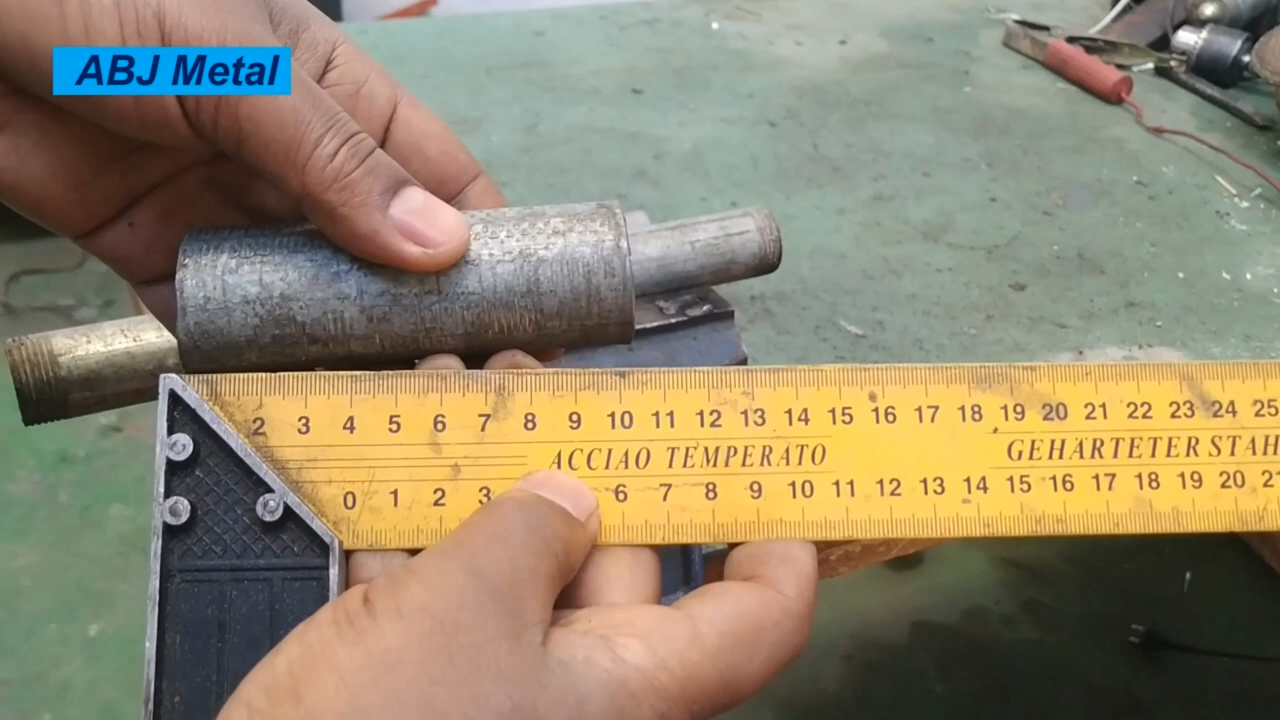 ABJ Metal
2 3 4 5 6 7 8 9 10 11 12 13 14 15 16 17 18 19 20 21 22 23 24 25
ACCIAO TEMPERATO GEHÄRTETER STAH
0 1 2 3 6 7 8 9 10 11 12 13 14 15 16 17 18 19 20